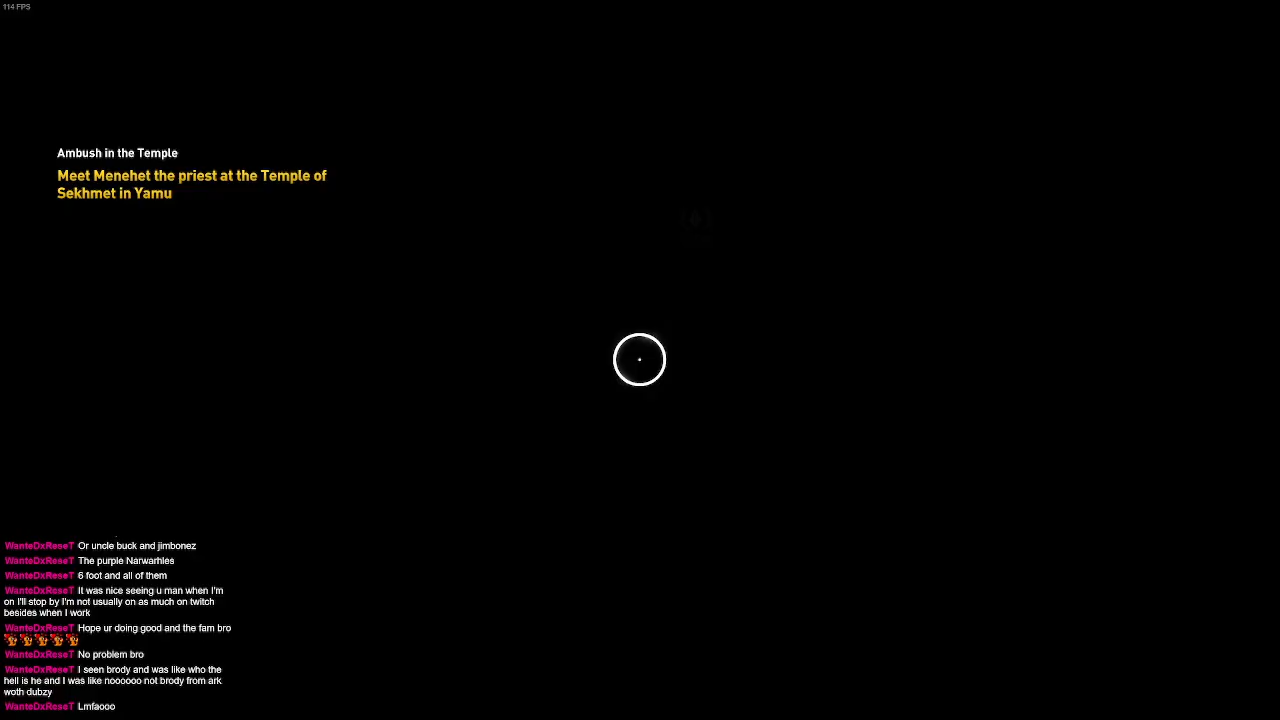 114 FPS
Ambush in the Temple
Meet Menehet the priest at the Temple of
Sekhmet in Yamu
WanteDxReseT Or uncle buck and jimbonez
WanteDxReseT The purple Narwarhles
WanteDxReseT 6 foot and all of them
WanteDxReseT It was nice seeing u man when I'm
on I'll stop by I'm not usually on as much on twitch
besides when I work
WanteDxReseT Hope ur doing good and the fam bro
WanteDxReseT No problem bro
WanteDxReseT I seen brody and was like who the
hell is he and I was like noooooo not brody from ark
woth dubzy
WanteDxReseT Lmfaooo